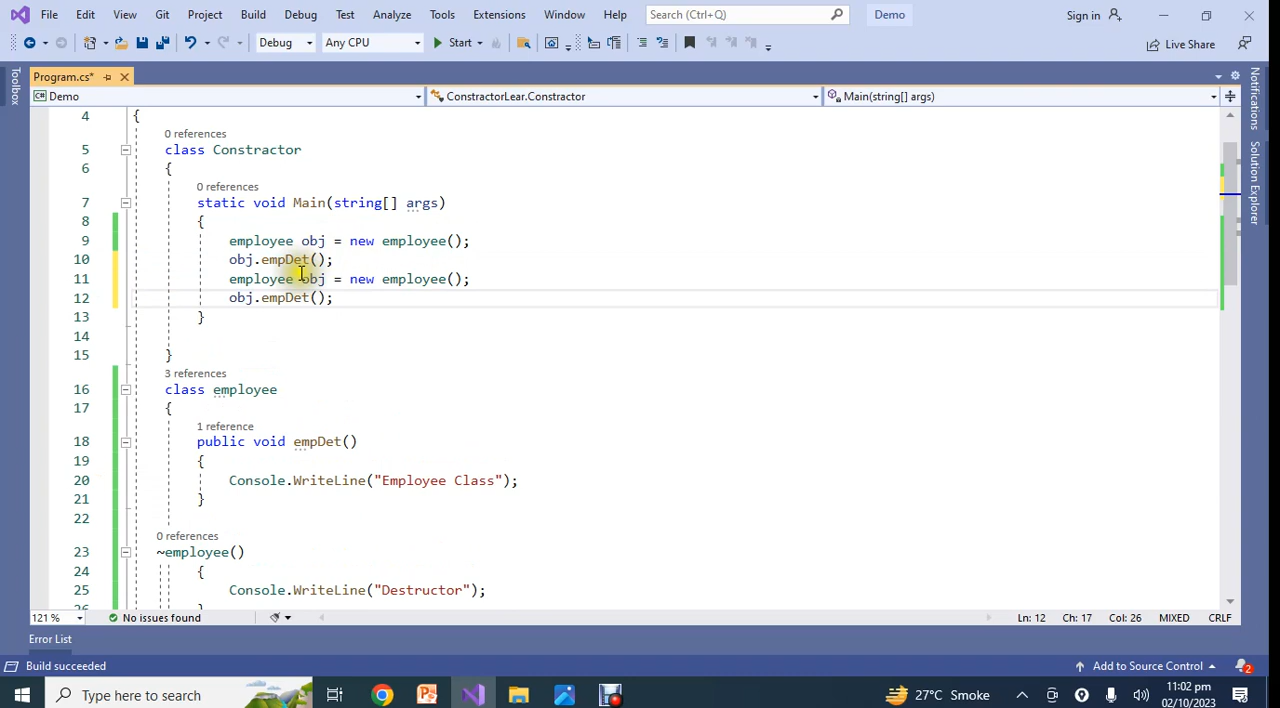 File Edit View Git Project Build Debug Test Analyze Tools Extensions Window Help Search (Ctrl+Q) Demo Sign in
Debug Any CPU Start Live Share
Program.cs*
Toolbox
Demo ConstractorLear.Constractor Main(string[] args)
Notifications
Solution Explorer
4 {
0 references
5 class Constractor
6 {
0 references
7 static void Main(string[] args)
8 {
9 employee obj = new employee();
10 obj.empDet();
11 employee obj = new employee();
12 obj.empDet();
13 }
14
15 }
3 references
16 class employee
17 {
1 reference
18 public void empDet()
19 {
20 Console.WriteLine("Employee Class");
21 }
22
0 references
23 ~employee()
24 {
25 Console.WriteLine("Destructor");
26 }
121 % No issues found Ln: 12 Ch: 17 Col: 26 MIXED CRLF
Error List
Build succeeded Add to Source Control 2
Type here to search 27°C Smoke 11:02 pm
02/10/2023